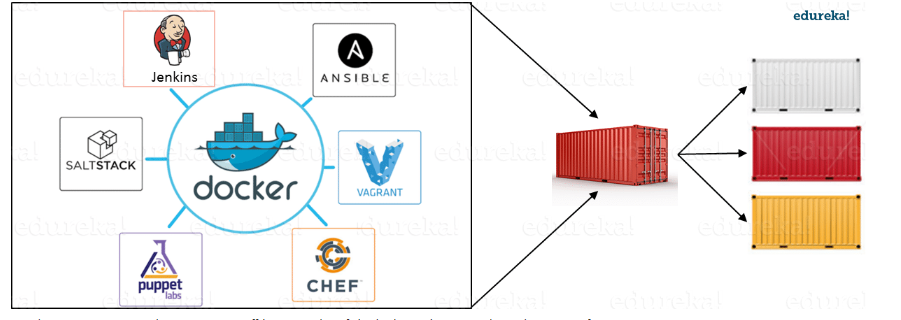 edureka!
Jenkins
ANSIBLE
SALTSTACK
docker
VAGRANT
puppet
labs
CHEF